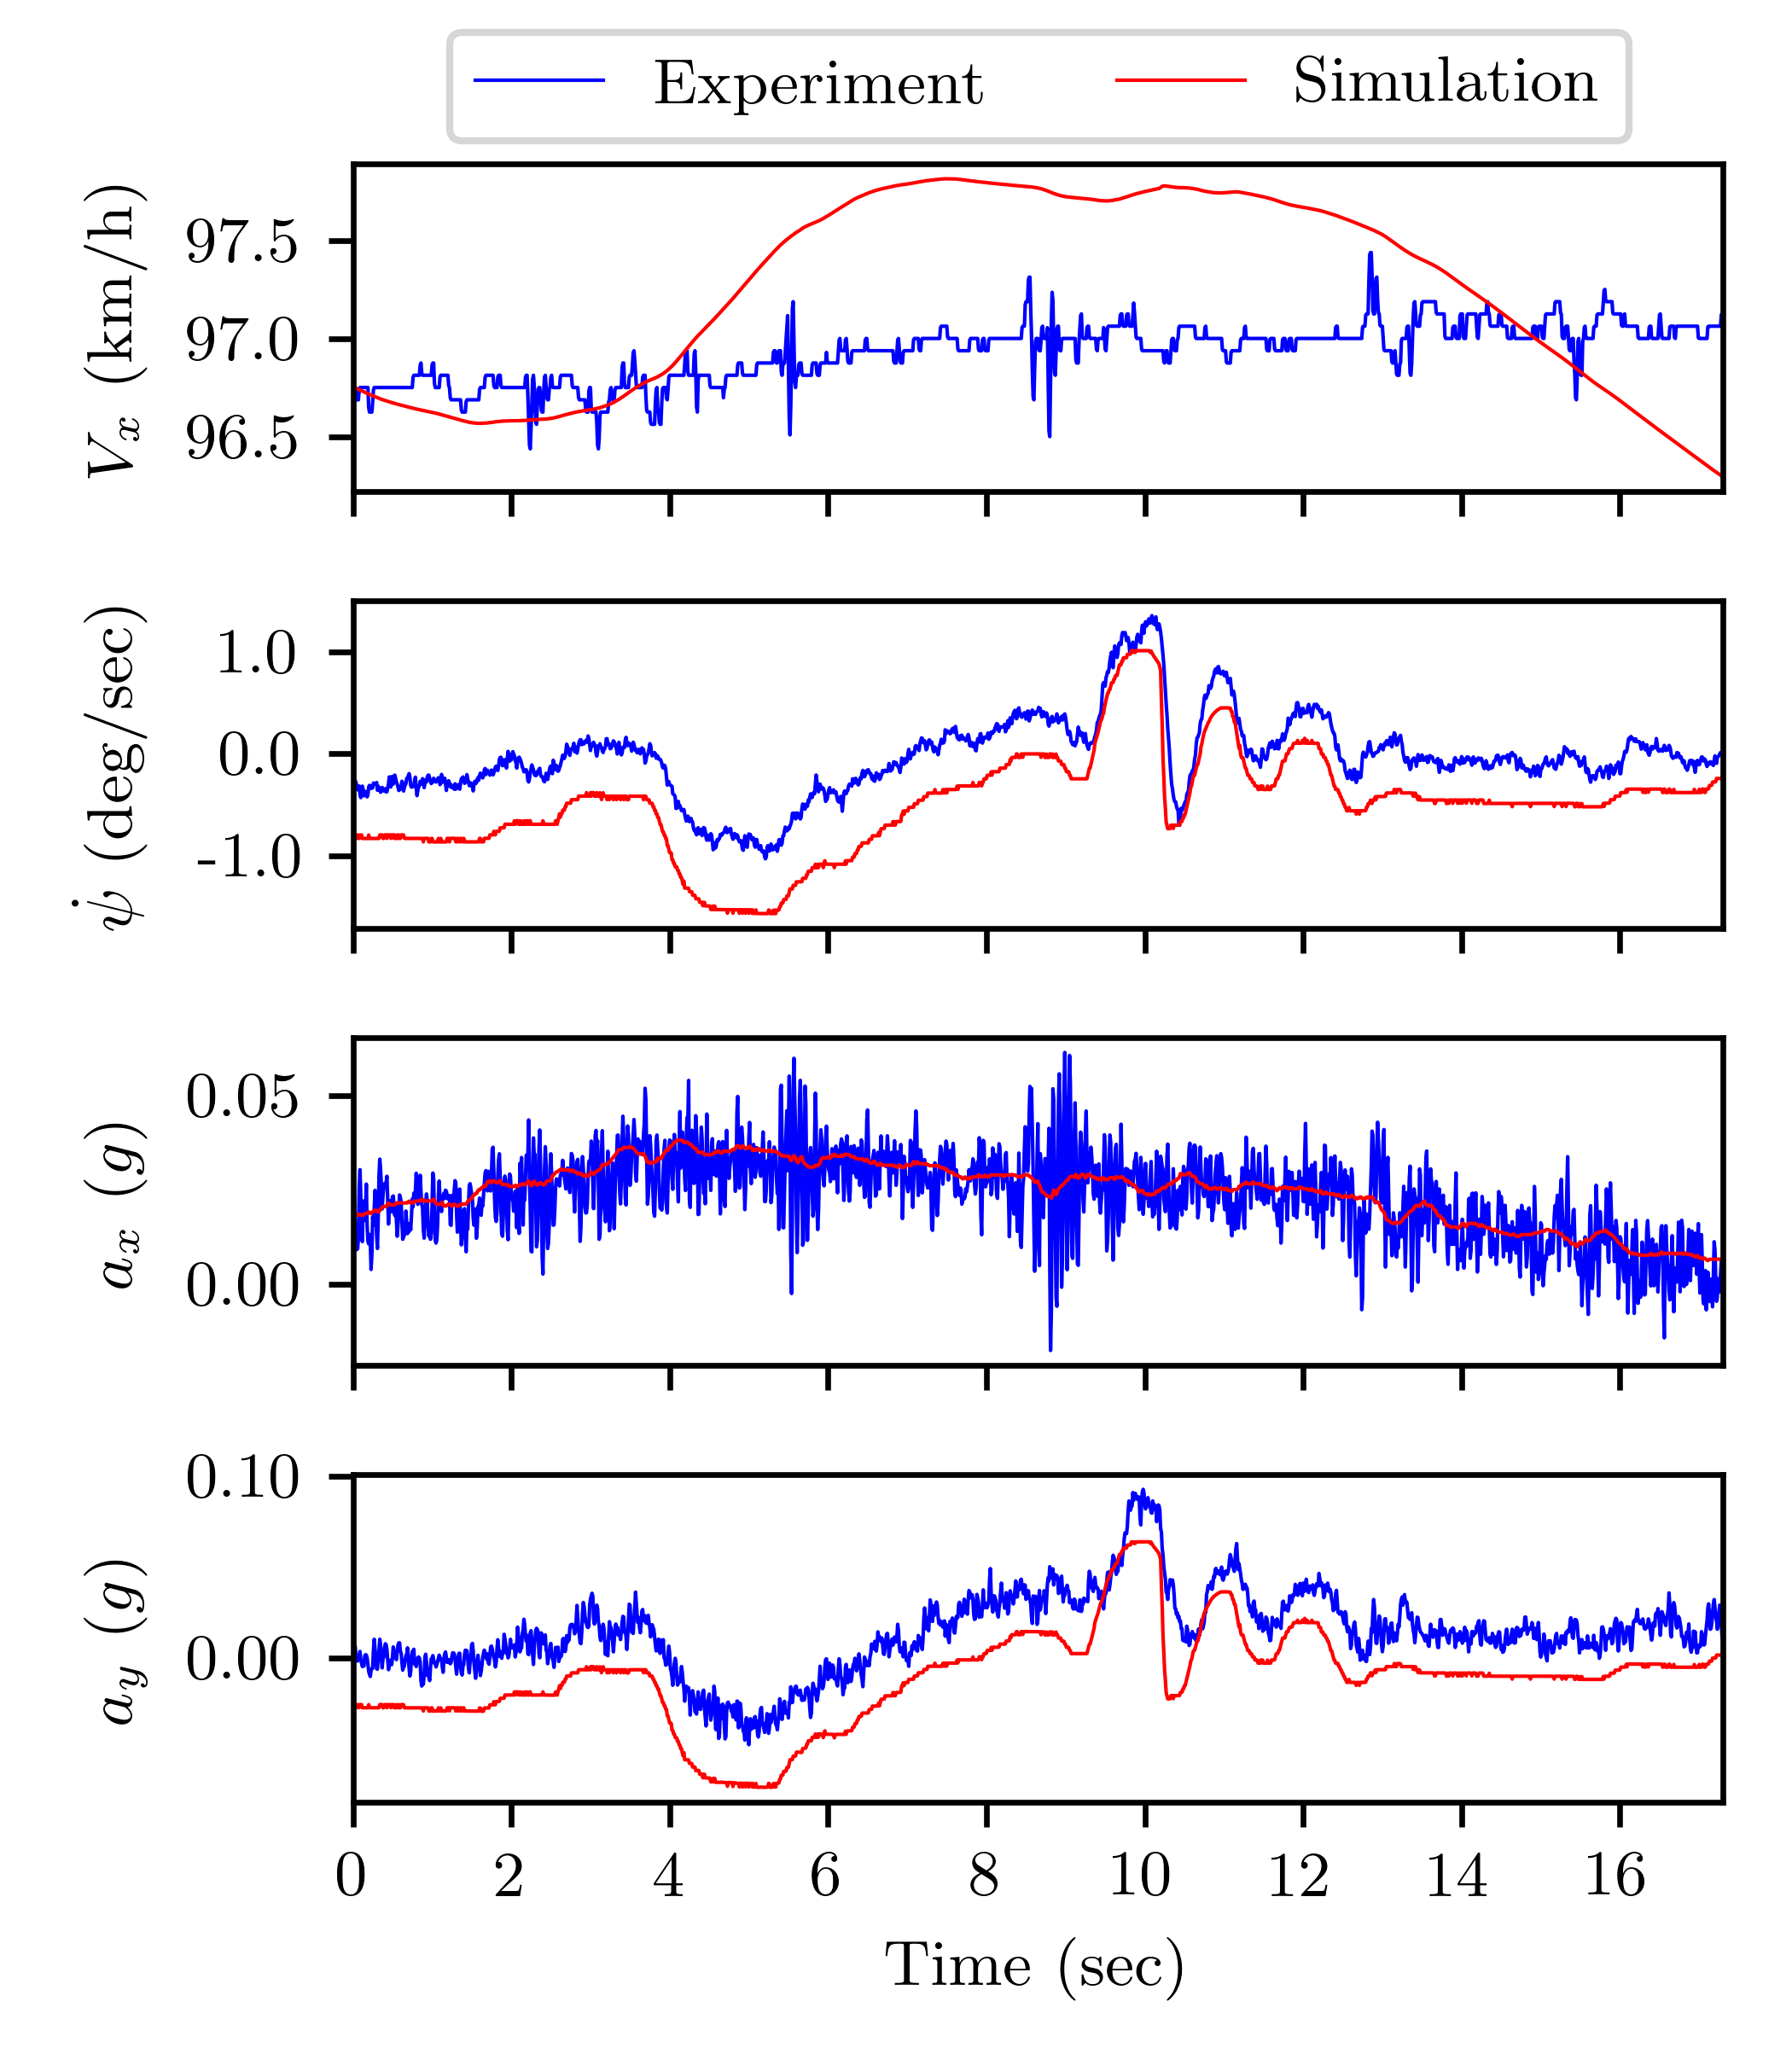 Experiment Simulation
V_x (km/h)
97.5
97.0
96.5
ψ̇ (deg/sec)
1.0
0.0
-1.0
a_x (g)
0.05
0.00
a_y (g)
0.10
0.00
0 2 4 6 8 10 12 14 16
Time (sec)